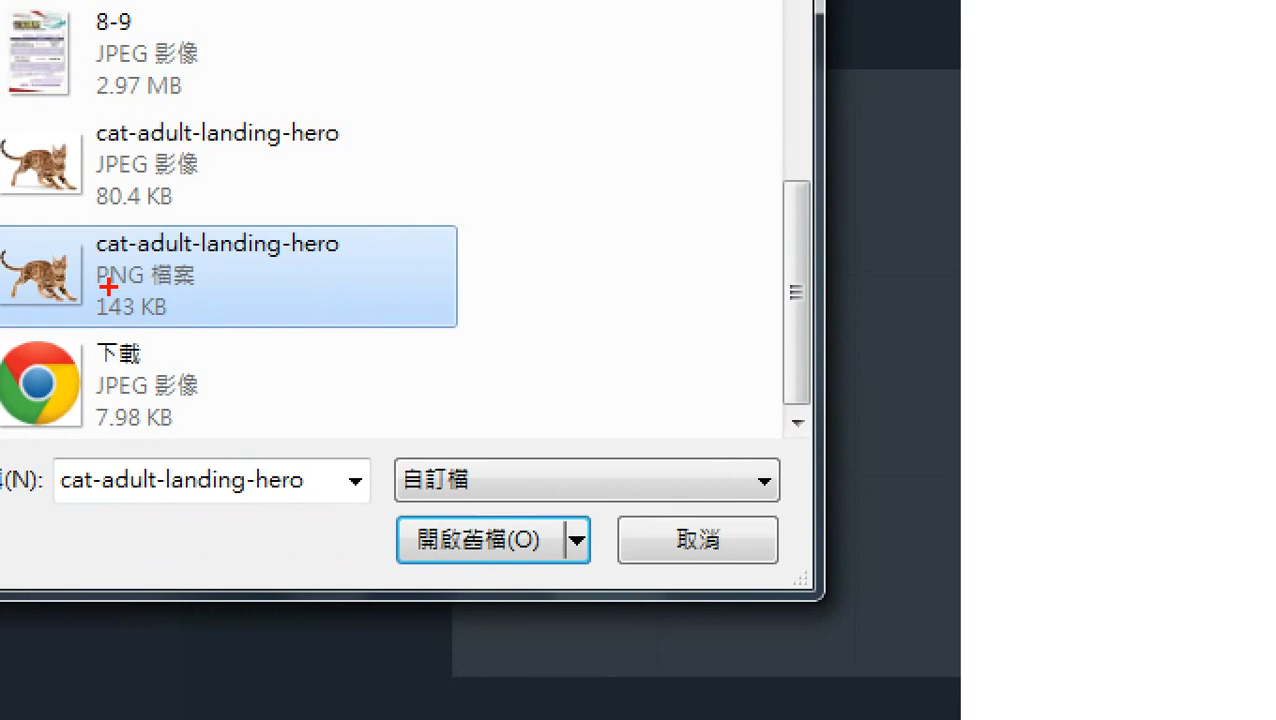 8-9
JPEG 影像
2.97 MB
cat-adult-landing-hero
JPEG 影像
80.4 KB
cat-adult-landing-hero
PNG 檔案
143 KB
下載
JPEG 影像
7.98 KB
(N): cat-adult-landing-hero 自訂檔
開啟舊檔(O) 取消